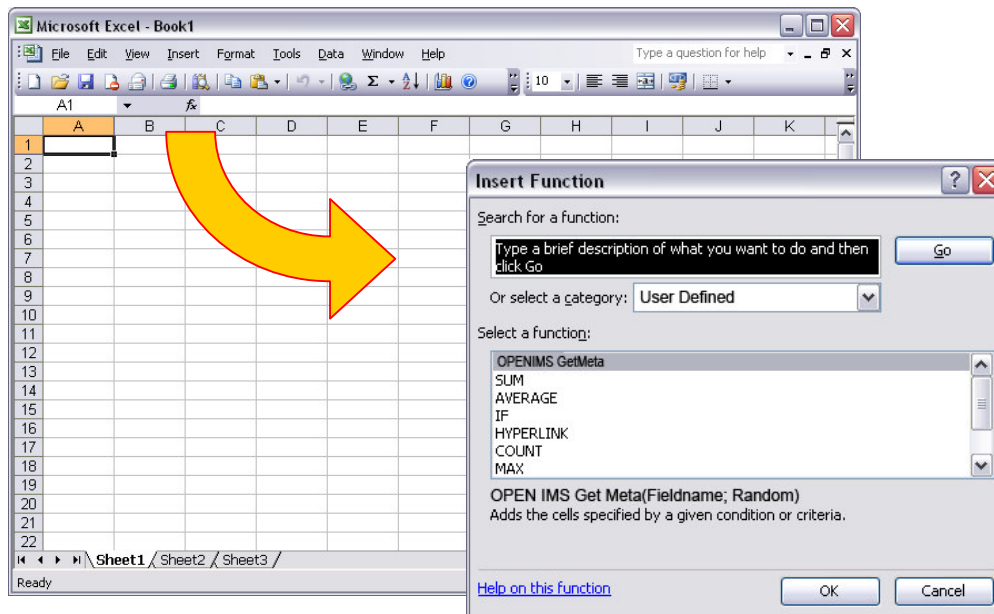 Microsoft Excel - Book1
File Edit View Insert Format Tools Data Window Help Type a question for help
10
A1 fx
A B C D E F G H I J K
1
2
3
4
5
6
7
8
9
10
11
12
13
14
15
16
17
18
19
20
21
22
Sheet1 / Sheet2 / Sheet3 /
Ready
Insert Function
Search for a function:
Type a brief description of what you want to do and then
click Go
Go
Or select a category: User Defined
Select a function:
OPENIMS GetMeta
SUM
AVERAGE
IF
HYPERLINK
COUNT
MAX
OPEN IMS Get Meta(Fieldname; Random)
Adds the cells specified by a given condition or criteria.
Help on this function OK Cancel